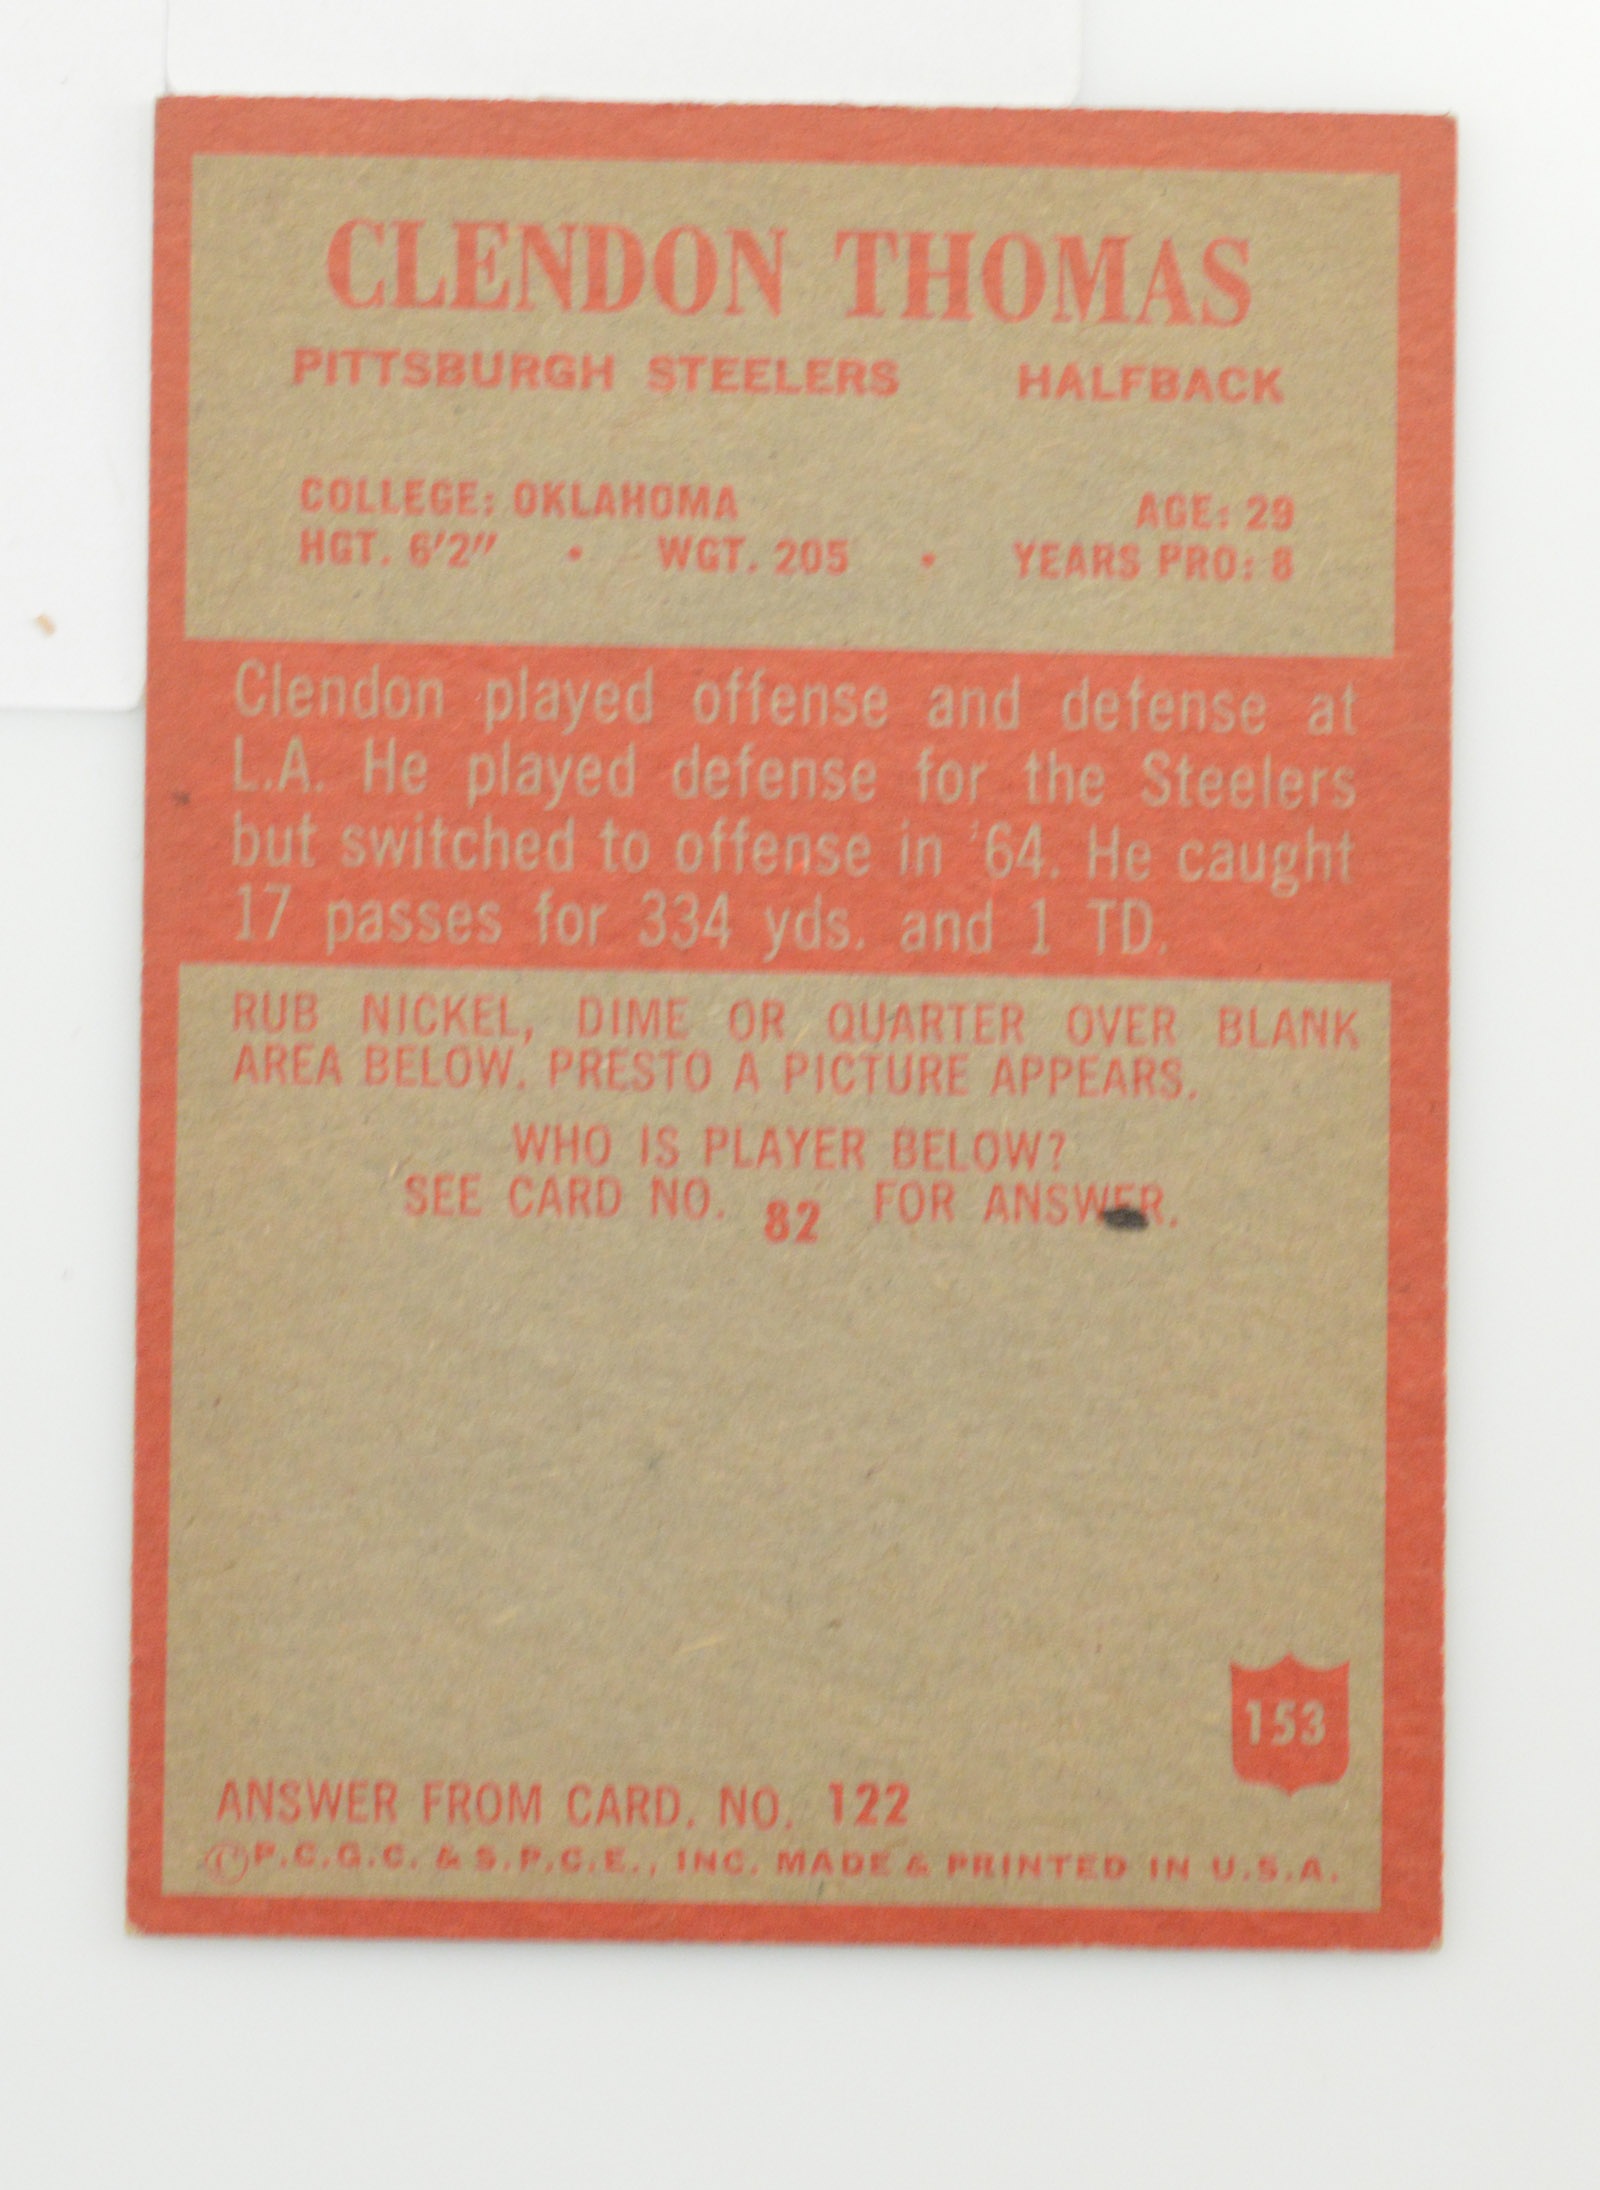 CLENDON THOMAS
PITTSBURGH STEELERS HALFBACK
COLLEGE: OKLAHOMA AGE: 29
HGT. 6'2" • WGT. 205 • YEARS PRO: 8
Clendon played offense and defense at
L.A. He played defense for the Steelers
but switched to offense in '64. He caught
17 passes for 334 yds. and 1 TD.
RUB NICKEL, DIME OR QUARTER OVER BLANK
AREA BELOW. PRESTO A PICTURE APPEARS.
WHO IS PLAYER BELOW?
SEE CARD NO. 82 FOR ANSWER.
153
ANSWER FROM CARD. NO. 122
©P.C.G.C. & S.P.C.E., INC. MADE & PRINTED IN U.S.A.